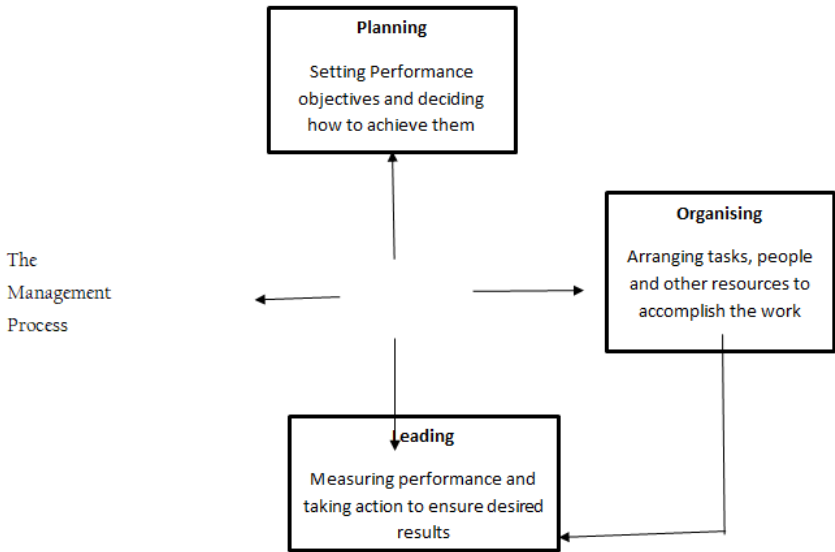 Planning
Setting Performance
objectives and deciding
how to achieve them
Organising
Arranging tasks, people
and other resources to
accomplish the work
The
Management
Process
Leading
Measuring performance and
taking action to ensure desired
results